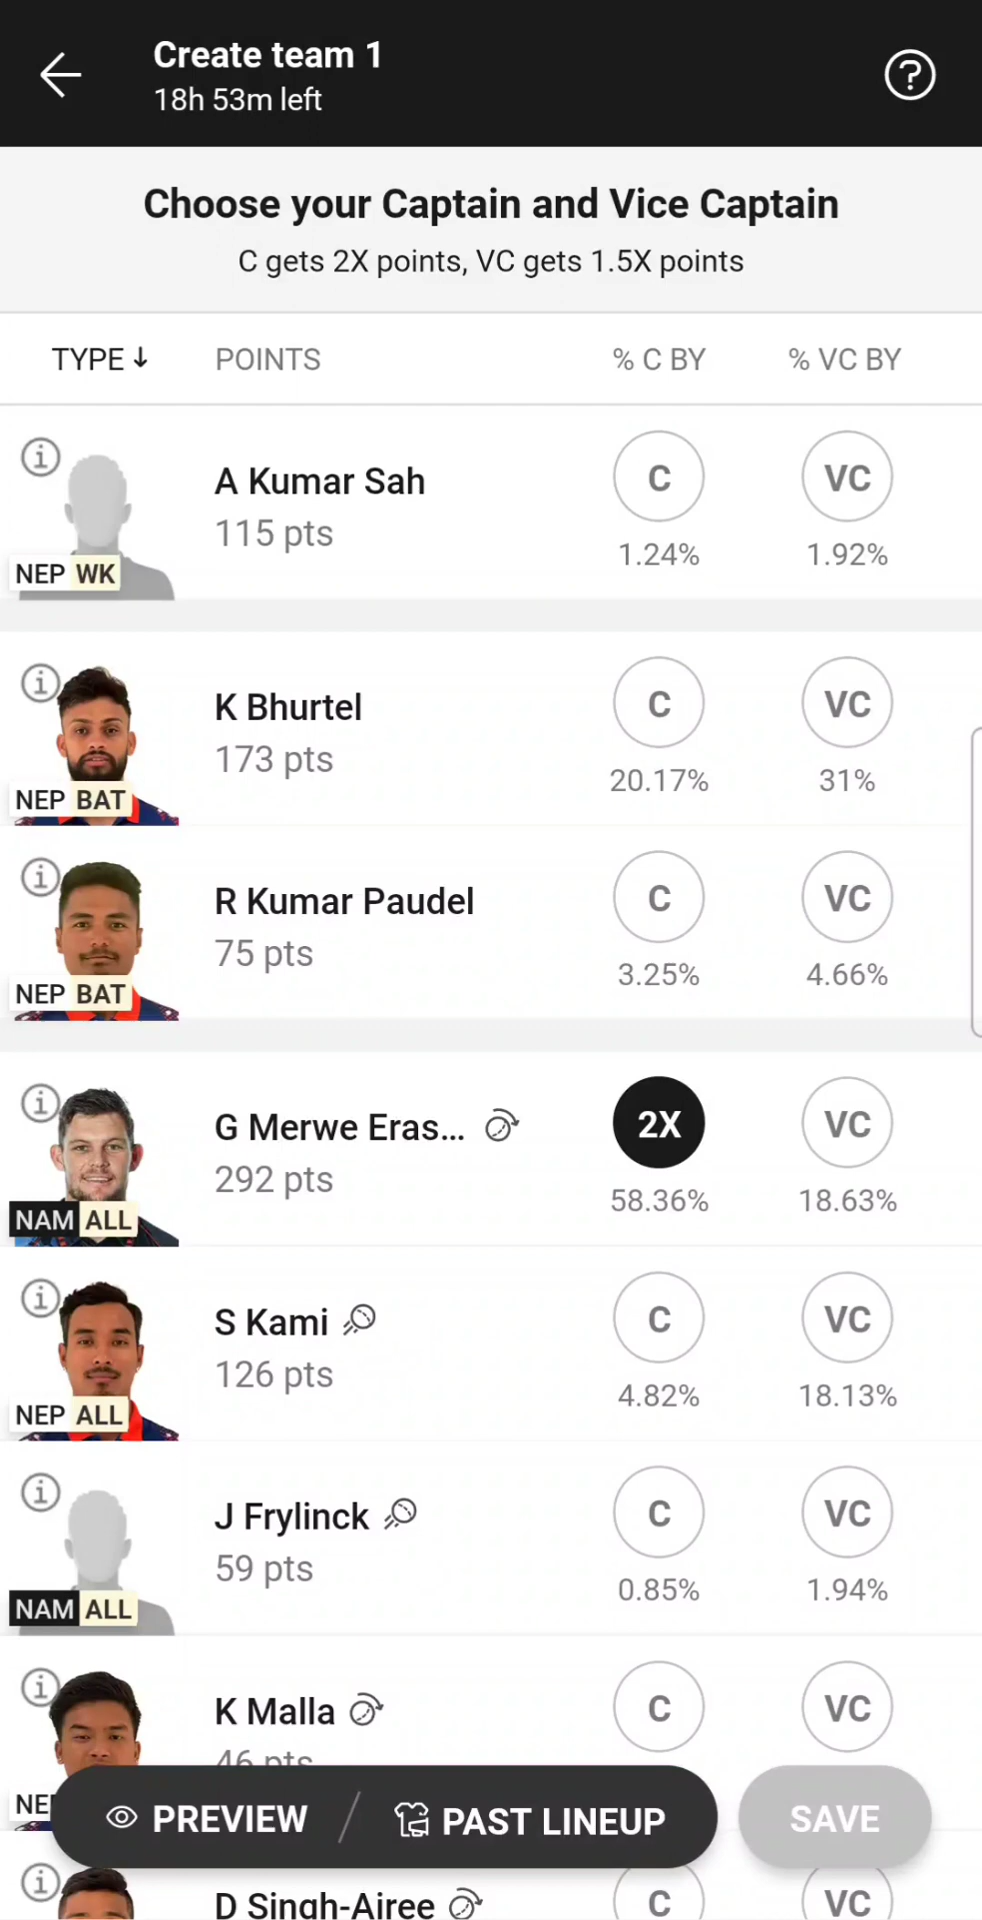 Create team 1
18h 53m left
Choose your Captain and Vice Captain
C gets 2X points, VC gets 1.5X points
TYPE↓ POINTS % C BY % VC BY
A Kumar Sah C VC
115 pts 1.24% 1.92%
NEP WK
K Bhurtel C VC
173 pts 20.17% 31%
NEP BAT
R Kumar Paudel C VC
75 pts 3.25% 4.66%
NEP BAT
G Merwe Eras... 2X VC
292 pts 58.36% 18.63%
NAM ALL
S Kami C VC
126 pts 4.82% 18.13%
NEP ALL
J Frylinck C VC
59 pts 0.85% 1.94%
NAM ALL
K Malla C VC
46 pts
NE
PREVIEW / PAST LINEUP SAVE
D Singh-Airee C VC